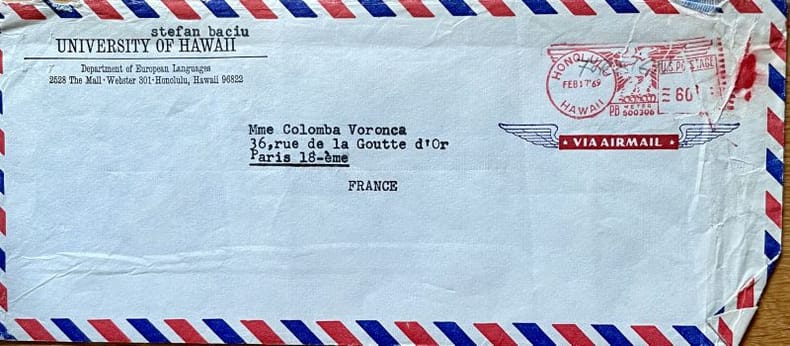 stefan baciu
UNIVERSITY OF HAWAII
Department of European Languages
2528 The Mall · Webster 301 · Honolulu, Hawaii 96822
HONOLULU
FEB 17 '69
HAWAII
U.S. POSTAGE
60
PB METER
500306
VIA AIRMAIL
Mme Colomba Voronca
36,rue de la Goutte d'Or
Paris 18-ème
FRANCE